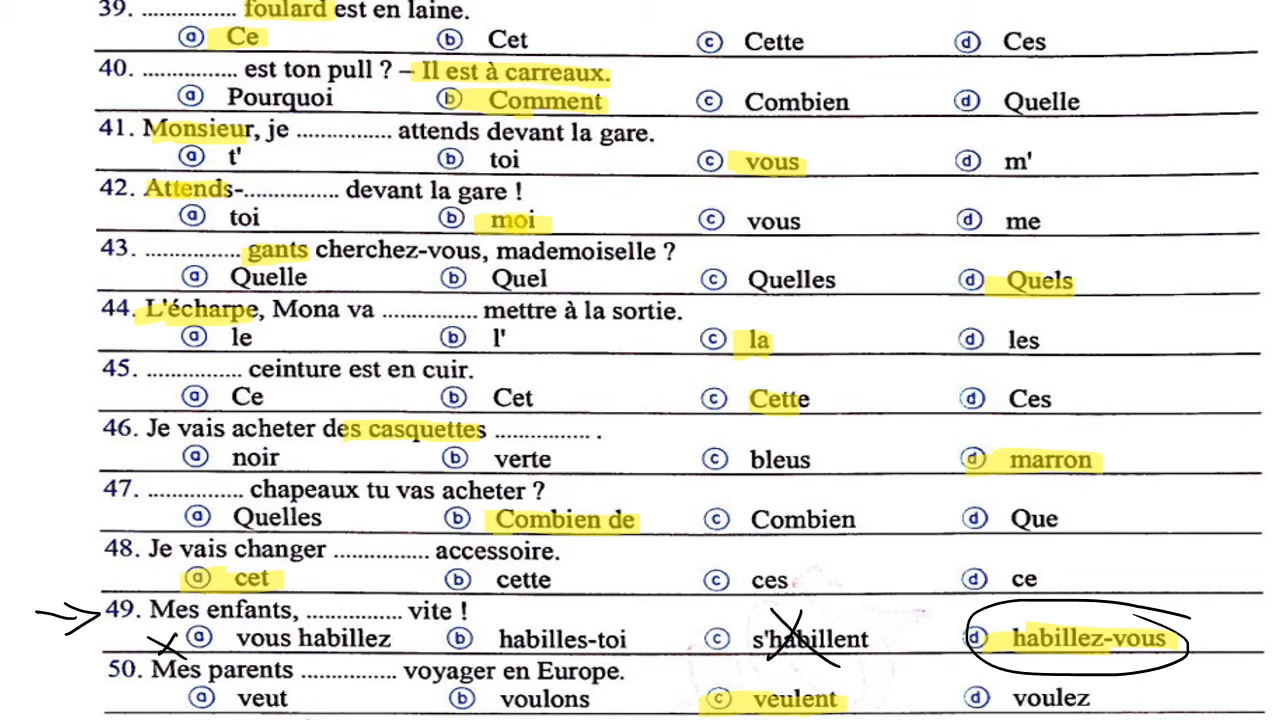 39. ............... foulard est en laine.
ⓐ Ce ⓑ Cet ⓒ Cette ⓓ Ces
40. ............... est ton pull ? – Il est à carreaux.
ⓐ Pourquoi ⓑ Comment ⓒ Combien ⓓ Quelle
41. Monsieur, je ............... attends devant la gare.
ⓐ t' ⓑ toi ⓒ vous ⓓ m'
42. Attends-............... devant la gare !
ⓐ toi ⓑ moi ⓒ vous ⓓ me
43. ............... gants cherchez-vous, mademoiselle ?
ⓐ Quelle ⓑ Quel ⓒ Quelles ⓓ Quels
44. L'écharpe, Mona va ............... mettre à la sortie.
ⓐ le ⓑ l' ⓒ la ⓓ les
45. ............... ceinture est en cuir.
ⓐ Ce ⓑ Cet ⓒ Cette ⓓ Ces
46. Je vais acheter des casquettes ............... .
ⓐ noir ⓑ verte ⓒ bleus ⓓ marron
47. ............... chapeaux tu vas acheter ?
ⓐ Quelles ⓑ Combien de ⓒ Combien ⓓ Que
48. Je vais changer ............... accessoire.
ⓐ cet ⓑ cette ⓒ ces ⓓ ce
49. Mes enfants, ............... vite !
ⓐ vous habillez ⓑ habilles-toi ⓒ s'habillent ⓓ habillez-vous
50. Mes parents ............... voyager en Europe.
ⓐ veut ⓑ voulons ⓒ veulent ⓓ voulez